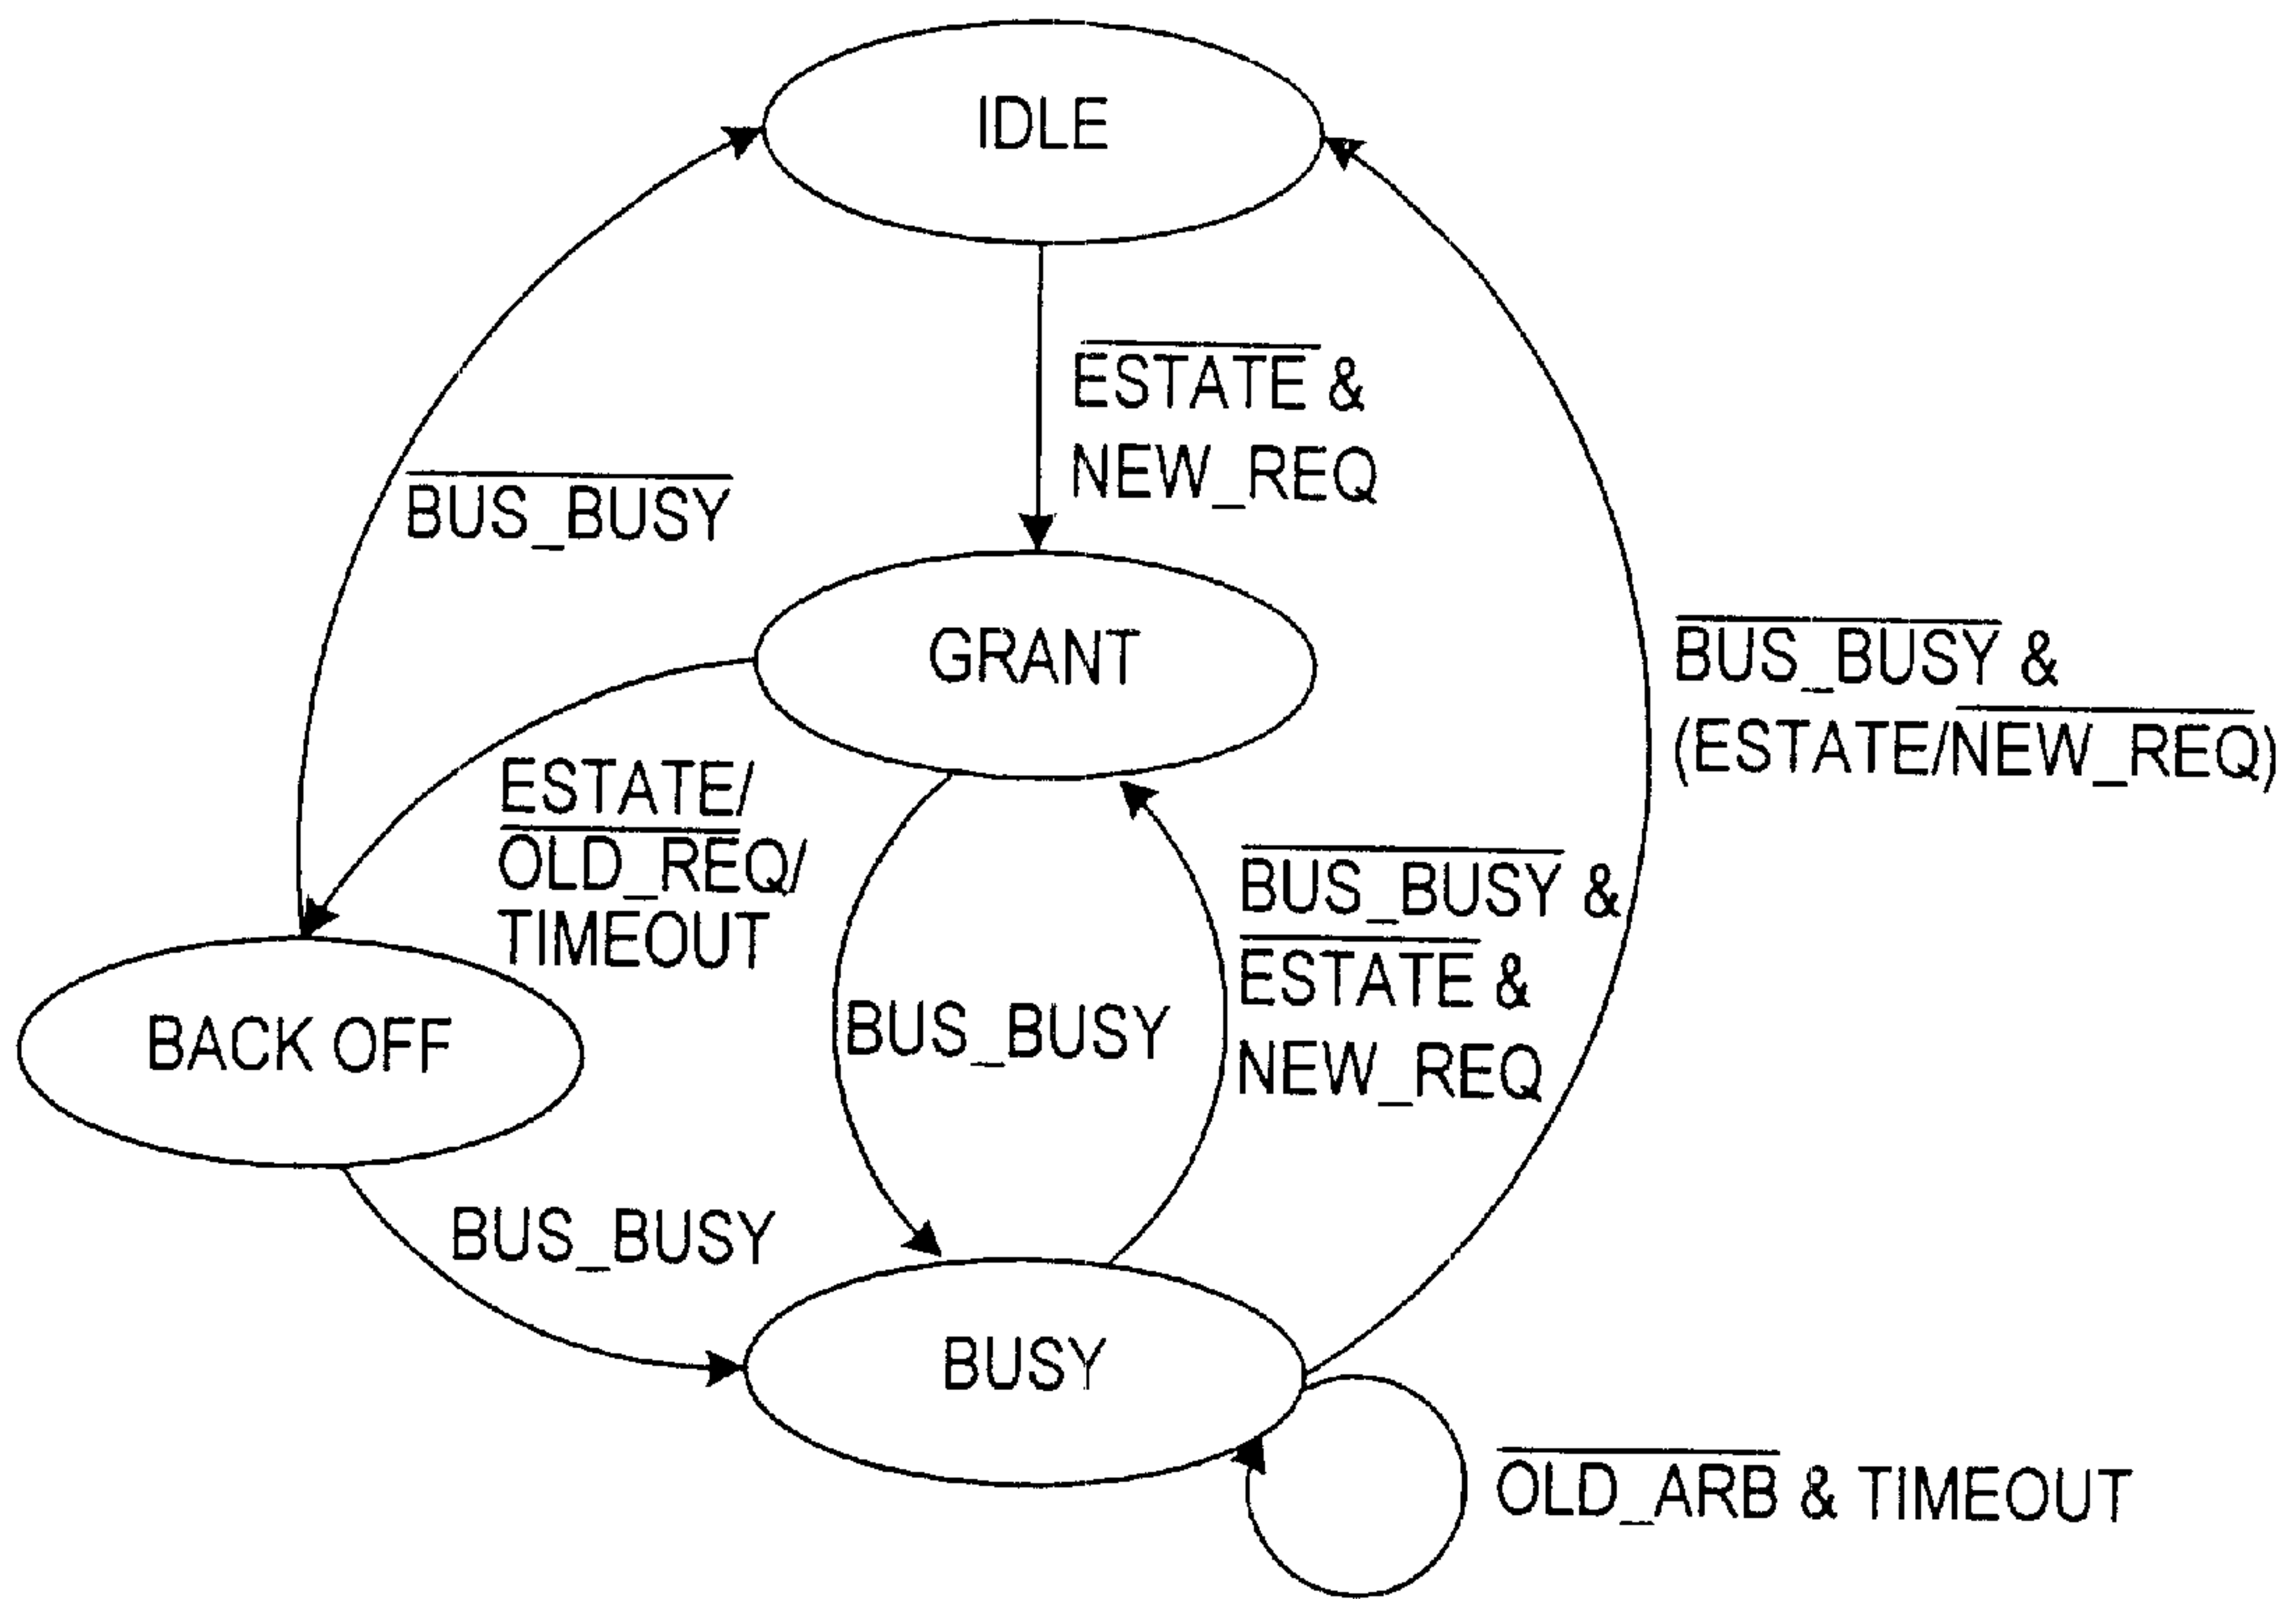 IDLE
ESTATE &
NEW_REQ
BUS_BUSY
GRANT
BUS_BUSY &
(ESTATE/NEW_REQ)
ESTATE/
OLD_REQ/
TIMEOUT
BUS_BUSY &
ESTATE &
NEW_REQ
BUS_BUSY
BACK OFF
BUS_BUSY
BUSY
OLD_ARB & TIMEOUT